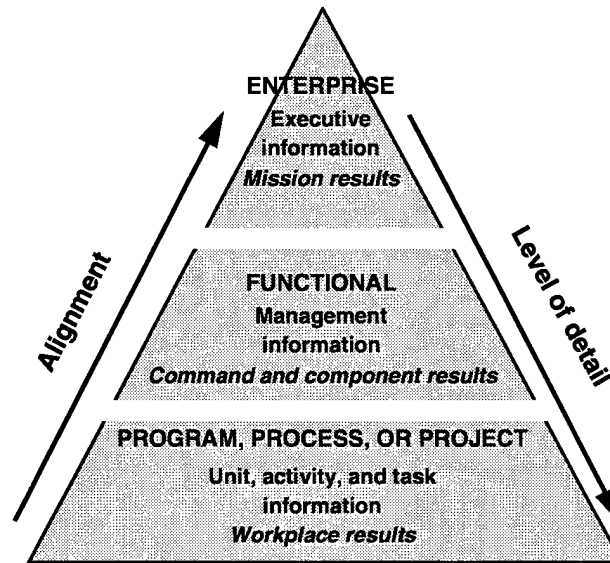 ENTERPRISE
Executive
information
Mission results
Alignment
Level of detail
FUNCTIONAL
Management
information
Command and component results
PROGRAM, PROCESS, OR PROJECT
Unit, activity, and task
information
Workplace results